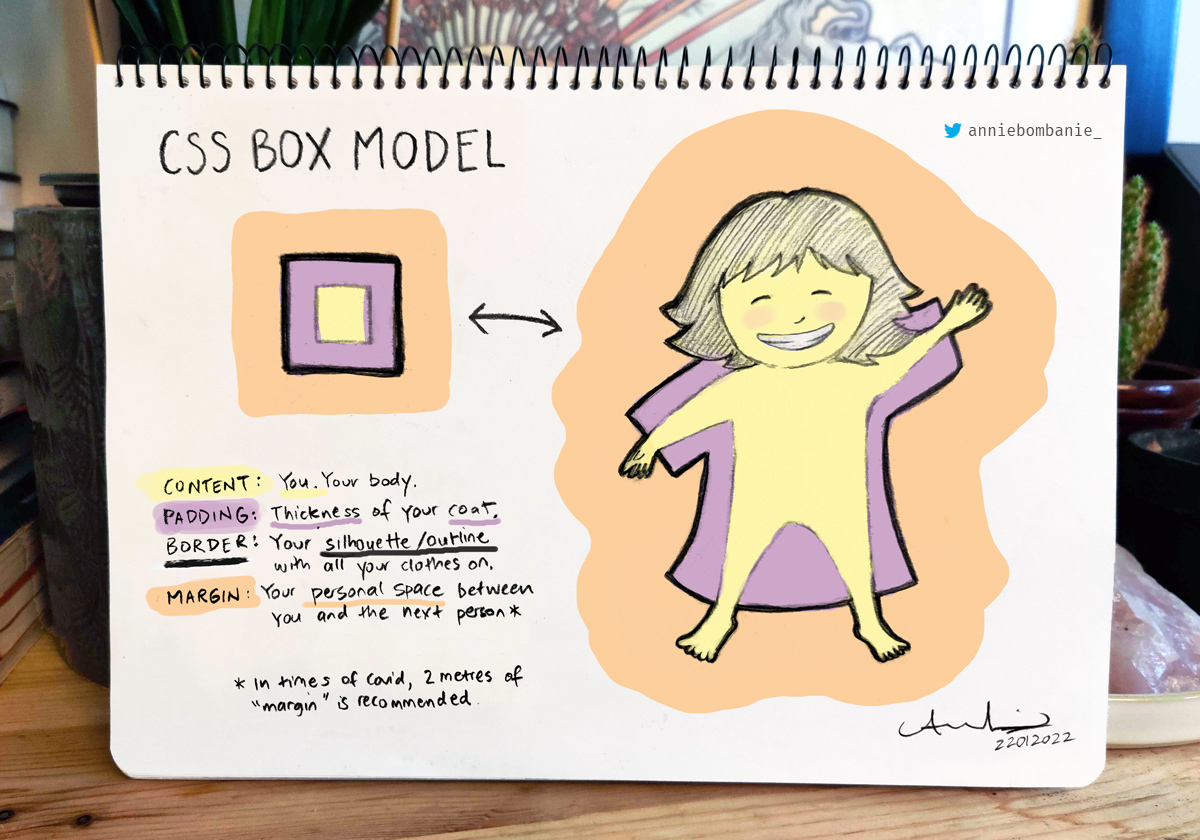 CSS BOX MODEL
anniebombanie_
CONTENT: You. Your body.
PADDING: Thickness of your coat.
BORDER: Your silhouette/outline
with all your clothes on.
MARGIN: Your personal space between
you and the next person*
* In times of covid, 2 metres of
"margin" is recommended.
22012022